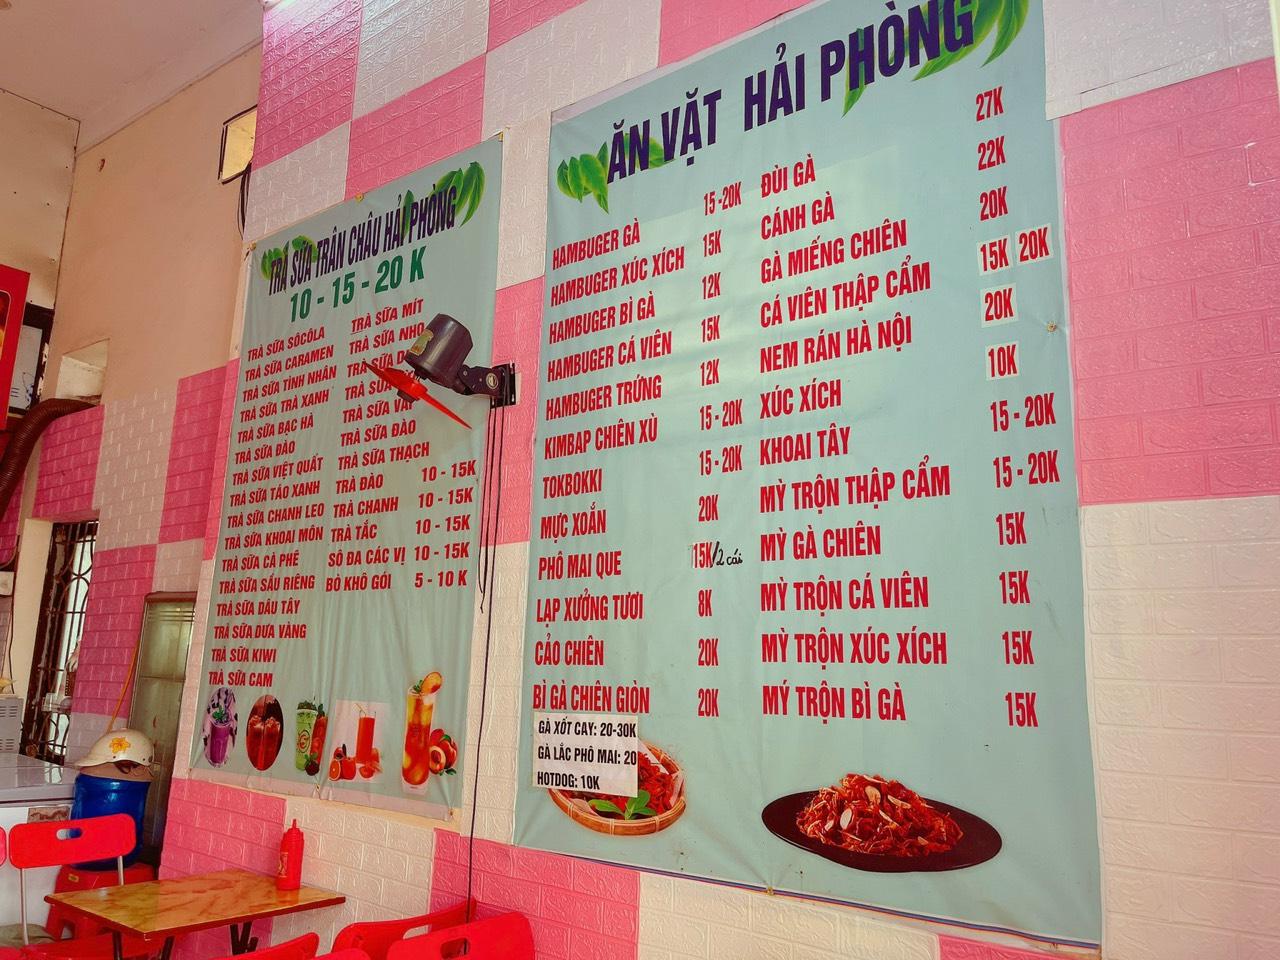 TRÀ SỮA TRÂN CHÂU HẢI PHÒNG
10 - 15 - 20 K
TRÀ SỮA SÔCÔLA
TRÀ SỮA CARAMEN
TRÀ SỮA TÌNH NHÂN
TRÀ SỮA TRÀ XANH
TRÀ SỮA BẠC HÀ
TRÀ SỮA ĐÀO
TRÀ SỮA VIỆT QUẤT
TRÀ SỮA TÁO XANH
TRÀ SỮA CHANH LEO
TRÀ SỮA KHOAI MÔN
TRÀ SỮA CÀ PHÊ
TRÀ SỮA SẦU RIÊNG
TRÀ SỮA DÂU TÂY
TRÀ SỮA DƯA VÀNG
TRÀ SỮA KIWI
TRÀ SỮA CAM
TRÀ SỮA MÍT
TRÀ SỮA NHO
TRÀ SỮA
TRÀ SỮA
TRÀ SỮA
TRÀ SỮA ĐÀO
TRÀ SỮA THẠCH
TRÀ ĐÀO 10 - 15K
TRÀ CHANH 10 - 15K
TRÀ TẮC 10 - 15K
SÔ ĐA CÁC VỊ 10 - 15K
BÒ KHÔ GÓI 5 - 10 K
ĂN VẶT HẢI PHÒNG
HAMBUGER GÀ 15 -20K
HAMBUGER XÚC XÍCH 15K
HAMBUGER BÌ GÀ 12K
HAMBUGER CÁ VIÊN 15K
HAMBUGER TRỨNG 12K
KIMBAP CHIÊN XÙ 15 - 20K
TOKBOKKI 15 - 20K
MỰC XOẮN 20K
PHÔ MAI QUE 15K/2 cái
LẠP XƯỞNG TƯƠI 8K
CẢO CHIÊN 20K
BÌ GÀ CHIÊN GIÒN 20K
GÀ XỐT CAY: 20-30K
GÀ LẮC PHÔ MAI: 20
HOTDOG: 10K
ĐÙI GÀ 27K
CÁNH GÀ 22K
GÀ MIẾNG CHIÊN 20K
CÁ VIÊN THẬP CẨM 15K 20K
NEM RÁN HÀ NỘI 20K
XÚC XÍCH 10K
KHOAI TÂY 15 - 20K
MỲ TRỘN THẬP CẨM 15 - 20K
MỲ GÀ CHIÊN 15K
MỲ TRỘN CÁ VIÊN 15K
MỲ TRỘN XÚC XÍCH 15K
MÝ TRỘN BÌ GÀ 15K